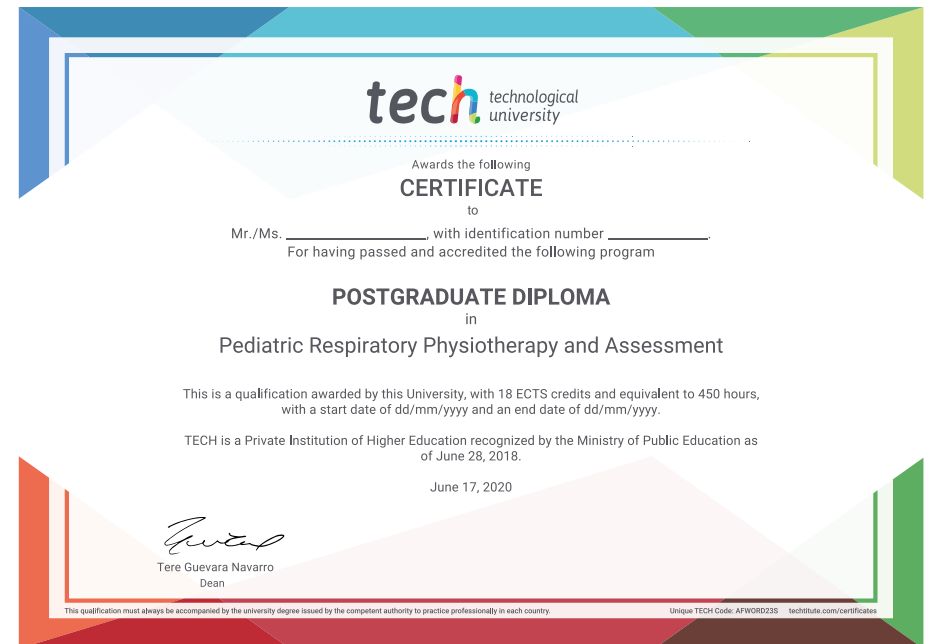 tech technological
university
Awards the following
CERTIFICATE
to
Mr./Ms. ____________________, with identification number ______________.
For having passed and accredited the following program
POSTGRADUATE DIPLOMA
in
Pediatric Respiratory Physiotherapy and Assessment
This is a qualification awarded by this University, with 18 ECTS credits and equivalent to 450 hours,
with a start date of dd/mm/yyyy and an end date of dd/mm/yyyy.
TECH is a Private Institution of Higher Education recognized by the Ministry of Public Education as
of June 28, 2018.
June 17, 2020
Tere Guevara Navarro
Dean
This qualification must always be accompanied by the university degree issued by the competent authority to practice professionally in each country.
Unique TECH Code: AFWORD23S techtitute.com/certificates